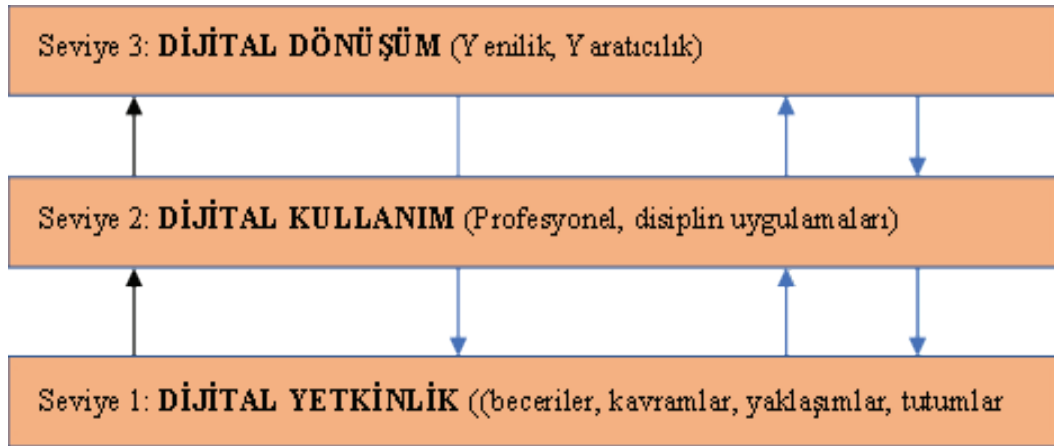 Seviye 3: DİJİTAL DÖNÜŞÜM (Yenilik, Yaratıcılık)
Seviye 2: DİJİTAL KULLANIM (Profesyonel, disiplin uygulamaları)
Seviye 1: DİJİTAL YETKİNLİK ((beceriler, kavramlar, yaklaşımlar, tutumlar